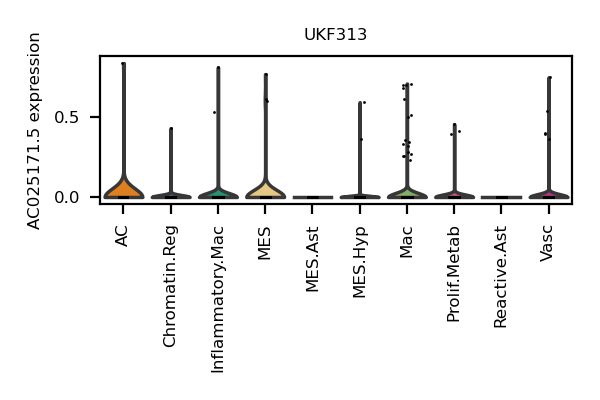 UKF313
AC025171.5 expression
0.5
0.0
AC
Chromatin.Reg
Inflammatory.Mac
MES
MES.Ast
MES.Hyp
Mac
Prolif.Metab
Reactive.Ast
Vasc